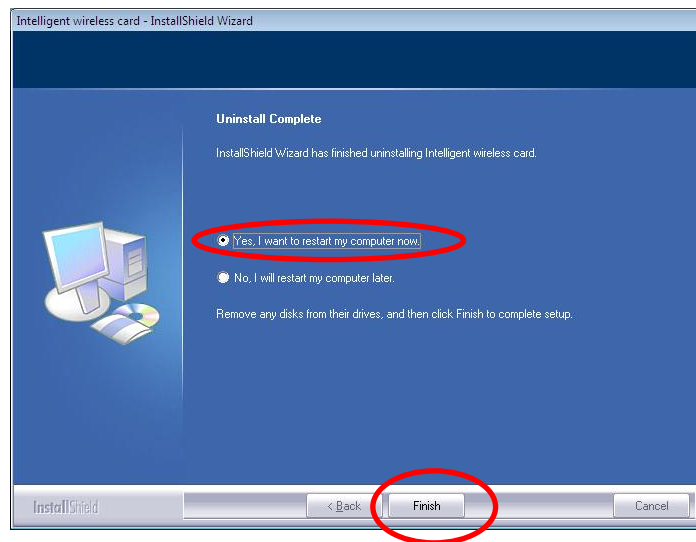 Intelligent wireless card - InstallShield Wizard
Uninstall Complete
InstallShield Wizard has finished uninstalling Intelligent wireless card.
Yes, I want to restart my computer now.
No, I will restart my computer later.
Remove any disks from their drives, and then click Finish to complete setup.
InstallShield
< Back
Finish
Cancel